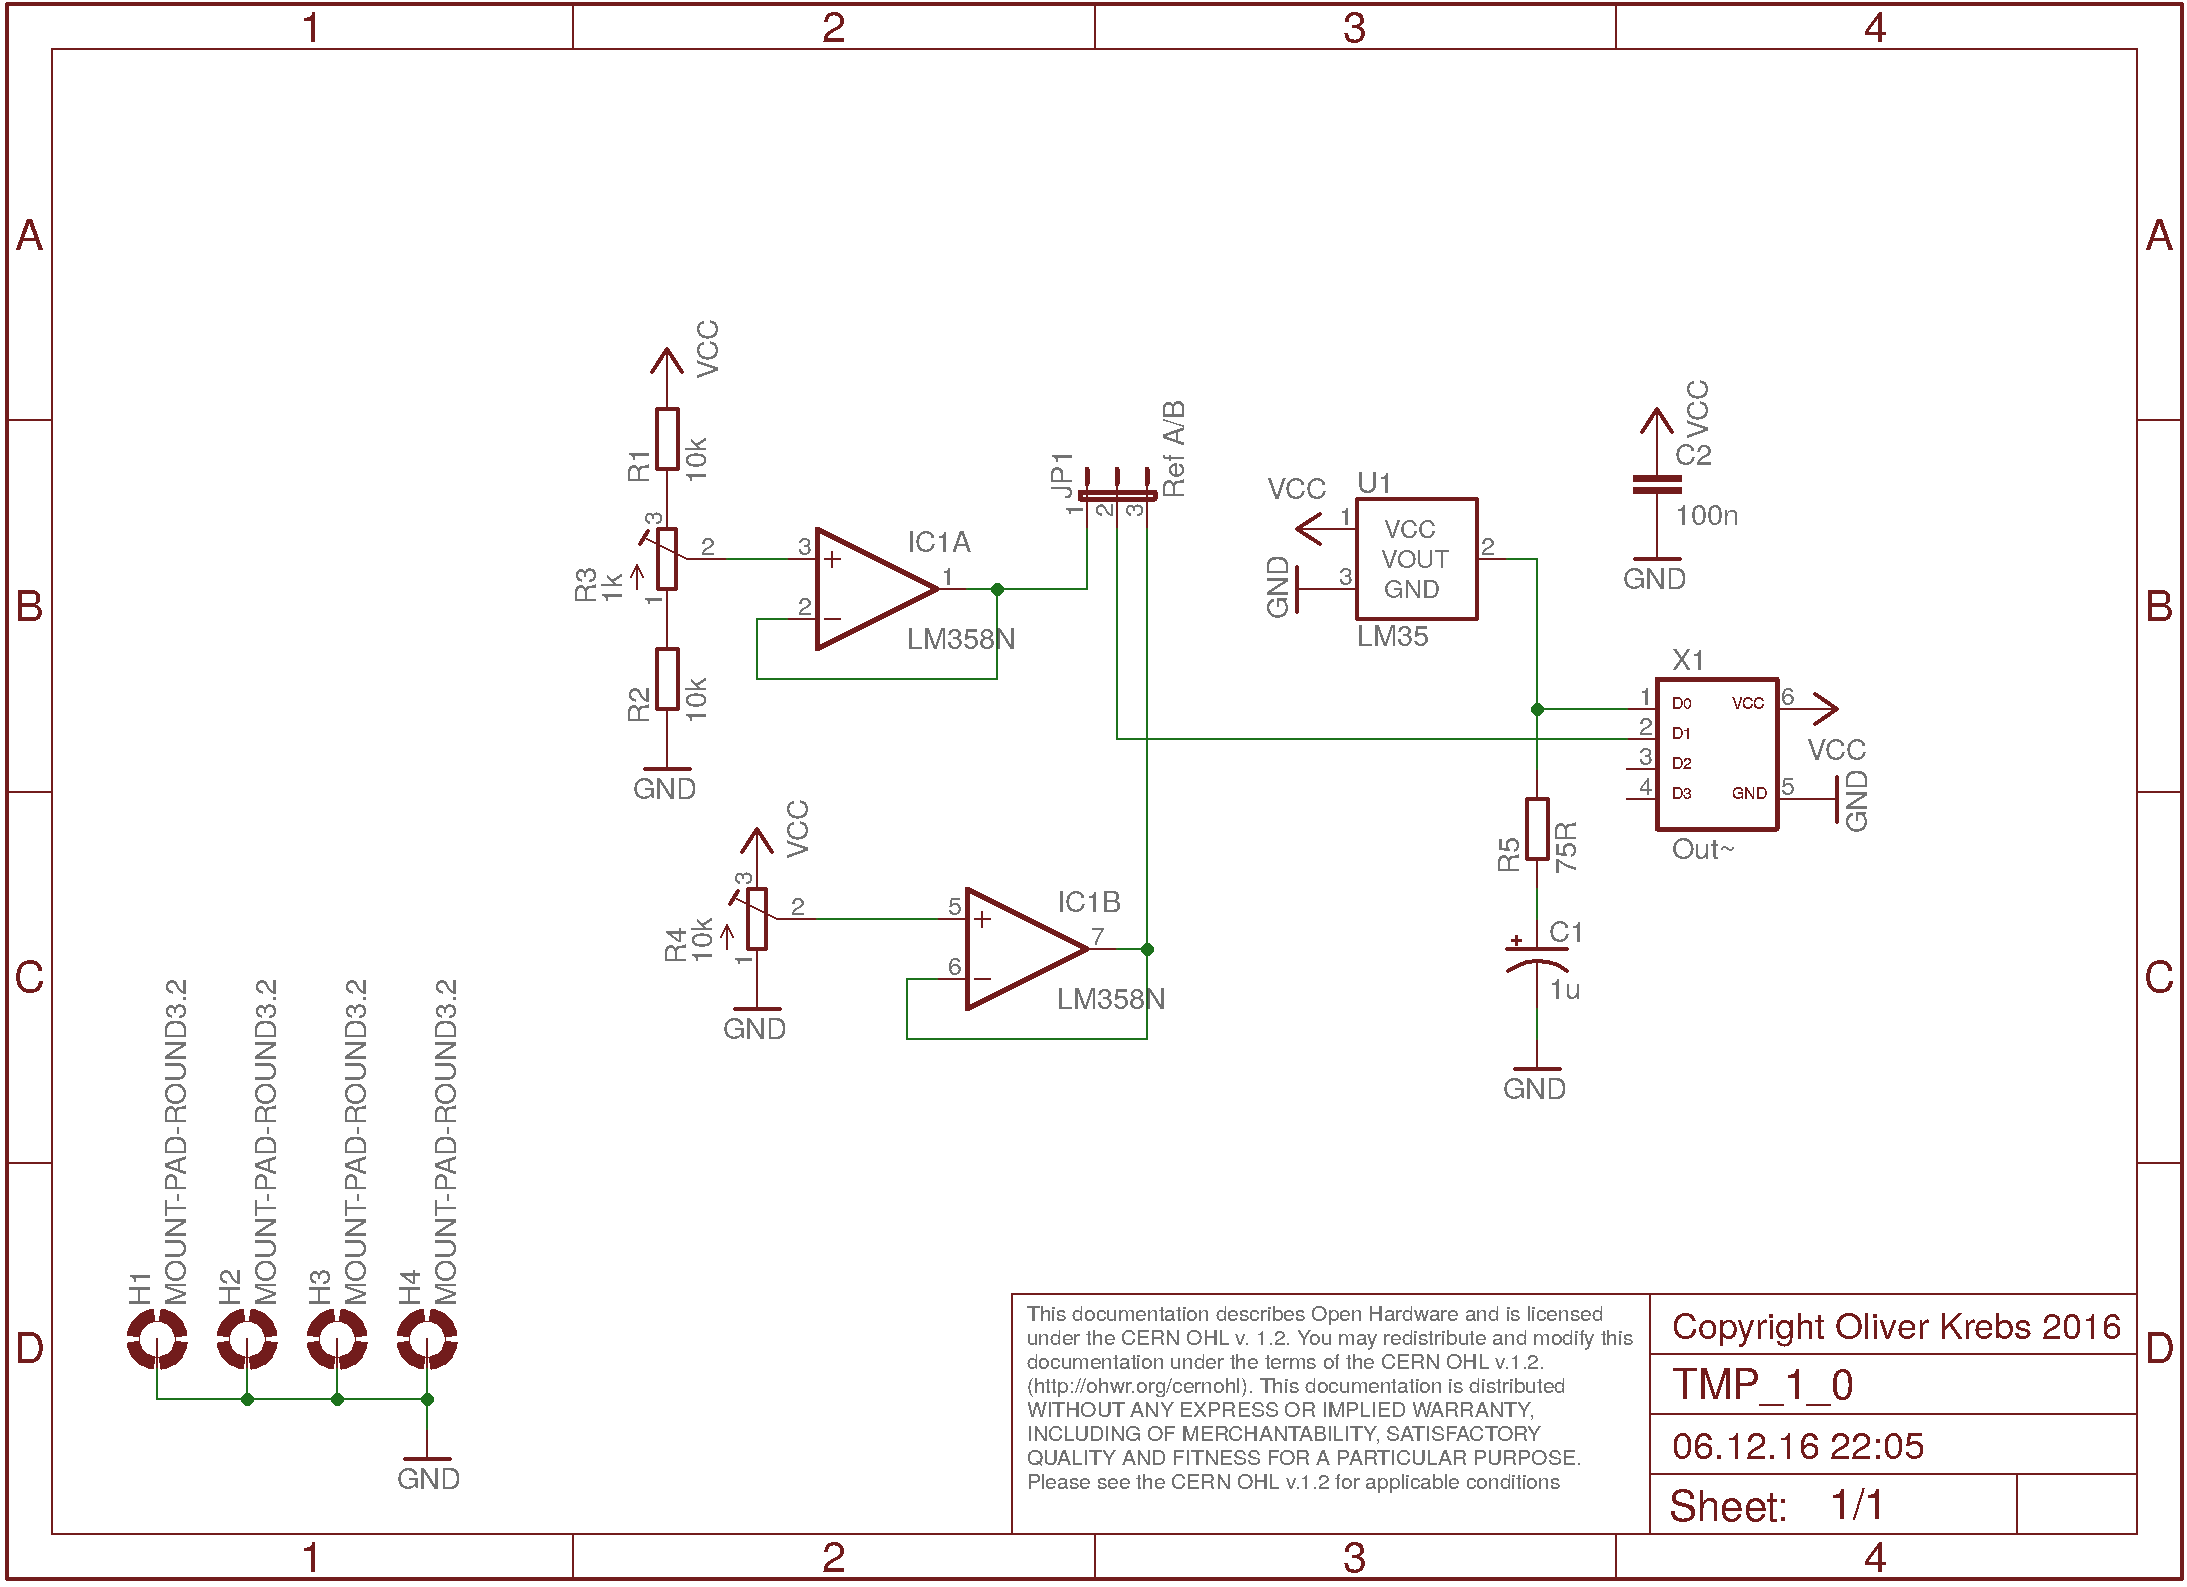 1 2 3 4
A A
B B
C C
D D
VCC
R1
10k
3
R3
1k
2
1
R2
10k
GND
3
+
2
IC1A
1
LM358N
JP1
Ref A/B
1
2
3
VCC
R4
10k
3
2
1
GND
5
+
6
IC1B
7
LM358N
VCC
GND
U1
1
3
VCC
VOUT
GND
2
LM35
VCC
C2
100n
GND
X1
1 D0 VCC 6
2 D1
3 D2
4 D3 GND 5
VCC
GND
Out~
R5
75R
+
C1
1u
GND
H1
MOUNT-PAD-ROUND3.2
H2
MOUNT-PAD-ROUND3.2
H3
MOUNT-PAD-ROUND3.2
H4
MOUNT-PAD-ROUND3.2
GND
This documentation describes Open Hardware and is licensed
under the CERN OHL v. 1.2. You may redistribute and modify this
documentation under the terms of the CERN OHL v.1.2.
(http://ohwr.org/cernohl). This documentation is distributed
WITHOUT ANY EXPRESS OR IMPLIED WARRANTY,
INCLUDING OF MERCHANTABILITY, SATISFACTORY
QUALITY AND FITNESS FOR A PARTICULAR PURPOSE.
Please see the CERN OHL v.1.2 for applicable conditions
Copyright Oliver Krebs 2016
TMP_1_0
06.12.16 22:05
Sheet: 1/1
1 2 3 4